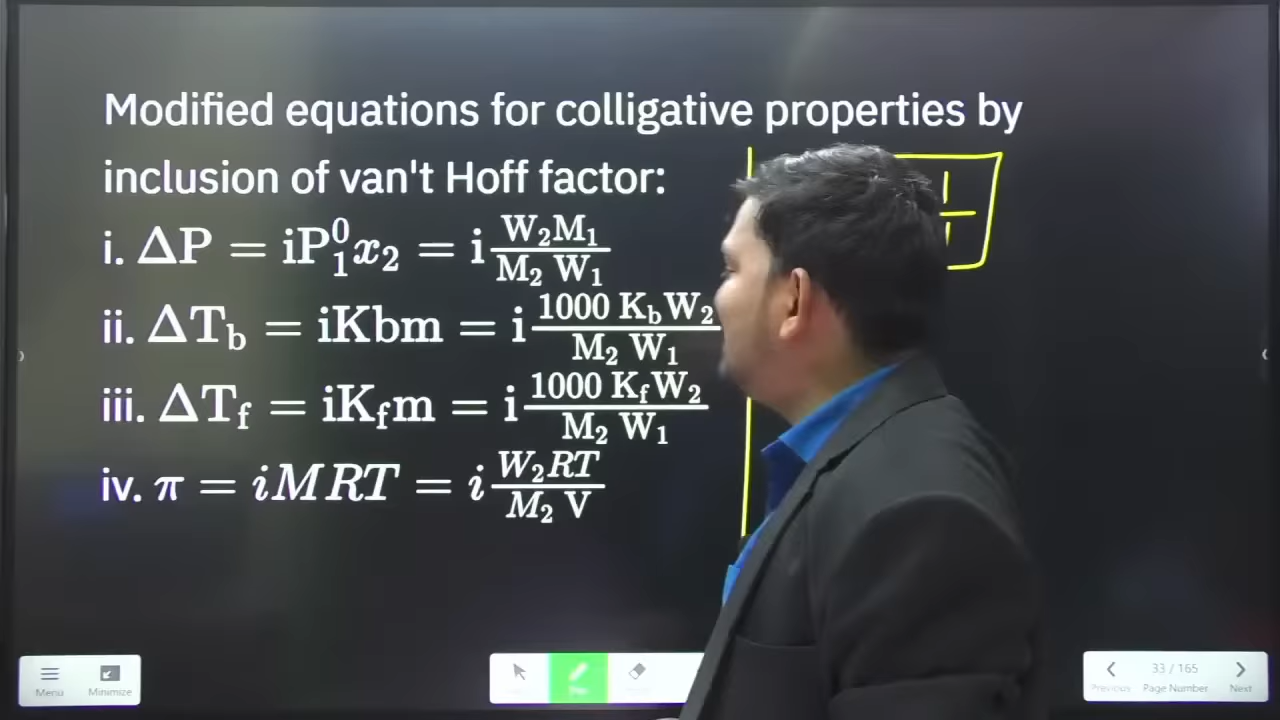 Modified equations for colligative properties by
inclusion of van't Hoff factor:
i. ΔP = iP₁⁰x₂ = i W₂M₁ / M₂ W₁
ii. ΔT_b = iKbm = i 1000 K_bW₂ / M₂ W₁
iii. ΔT_f = iK_fm = i 1000 K_fW₂ / M₂ W₁
iv. π = iMRT = i W₂RT / M₂ V
Menu
Minimize
33 / 165
Previous
Page Number
Next